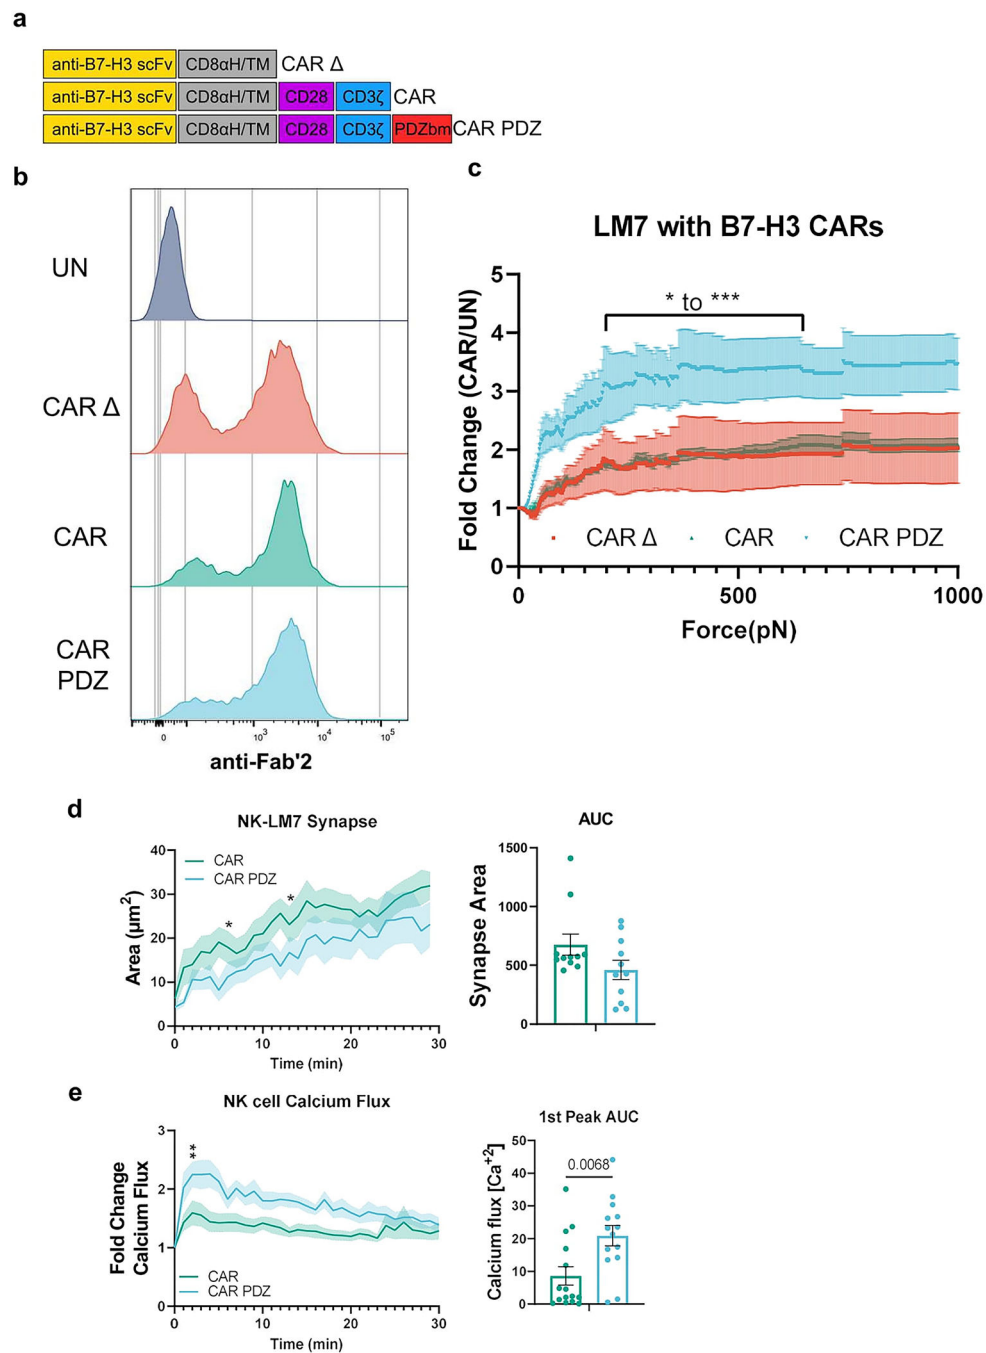 a
anti-B7-H3 scFv CD8αH/TM CAR Δ
anti-B7-H3 scFv CD8αH/TM CD28 CD3ζ CAR
anti-B7-H3 scFv CD8αH/TM CD28 CD3ζ PDZbm CAR PDZ
b
UN
CAR Δ
CAR
CAR
PDZ
0 10^3 10^4 10^5
anti-Fab'2
c
LM7 with B7-H3 CARs
Fold Change (CAR/UN)
5
4
3
2
1
0
* to ***
CAR Δ CAR CAR PDZ
0 500 1000
Force(pN)
d
NK-LM7 Synapse
Area (µm²)
40
30
20
10
0
CAR
CAR PDZ
*
*
0 10 20 30
Time (min)
AUC
Synapse Area
1500
1000
500
0
e
NK cell Calcium Flux
Fold Change
Calcium Flux
3
2
1
0
**
CAR
CAR PDZ
0 10 20 30
Time (min)
1st Peak AUC
Calcium flux [Ca⁺²]
50
40
30
20
10
0
0.0068